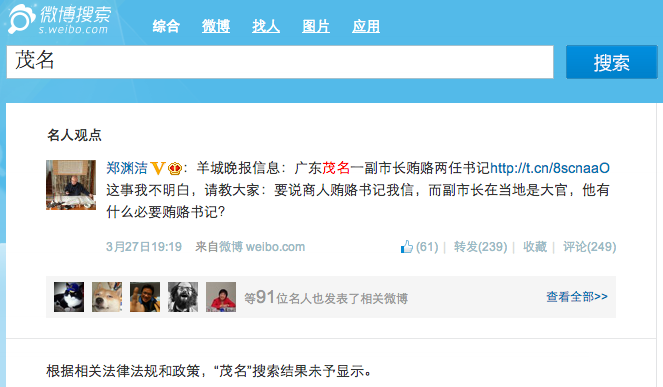 微博搜索
s.weibo.com
综合 微博 找人 图片 应用
茂名
搜索
名人观点
郑渊洁V：羊城晚报信息：广东茂名一副市长贿赂两任书记http://t.cn/8scnaaO
这事我不明白，请教大家：要说商人贿赂书记我信，而副市长在当地是大官，他有
什么必要贿赂书记？
3月27日19:19 来自微博 weibo.com (61) | 转发(239) | 收藏 | 评论(249)
等91位名人也发表了相关微博 查看全部>>
根据相关法律法规和政策，“茂名”搜索结果未予显示。